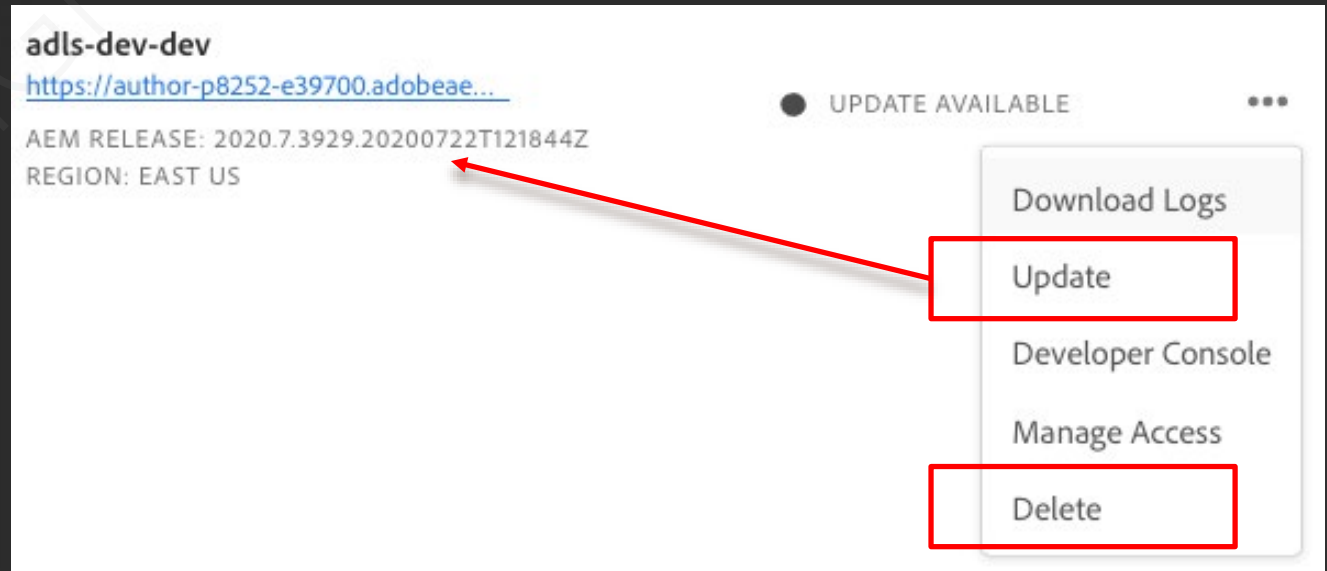 adls-dev-dev
https://author-p8252-e39700.adobeae...
UPDATE AVAILABLE
AEM RELEASE: 2020.7.3929.20200722T121844Z
REGION: EAST US
Download Logs
Update
Developer Console
Manage Access
Delete